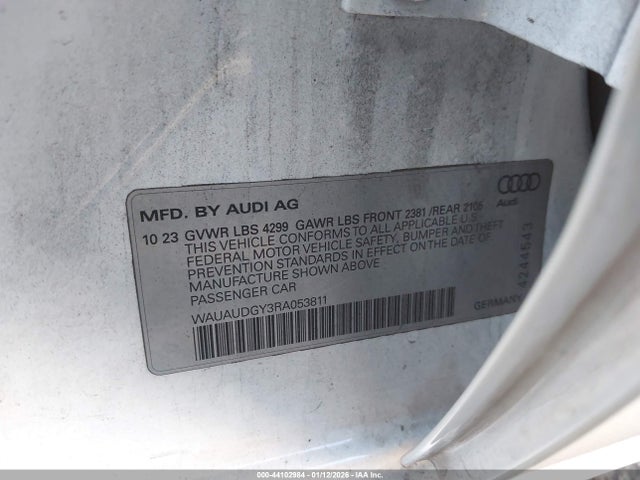 MFD. BY AUDI AG
10 23 GVWR LBS 4299 GAWR LBS FRONT 2381 /REAR 2105
THIS VEHICLE CONFORMS TO ALL APPLICABLE U.S.
FEDERAL MOTOR VEHICLE SAFETY, BUMPER AND THEFT
PREVENTION STANDARDS IN EFFECT ON THE DATE OF
MANUFACTURE SHOWN ABOVE
PASSENGER CAR
WAUAUDGY3RA053811
GERMANY
Audi
4244543
000-44102984 | 01/12/2026 | IAAI.com